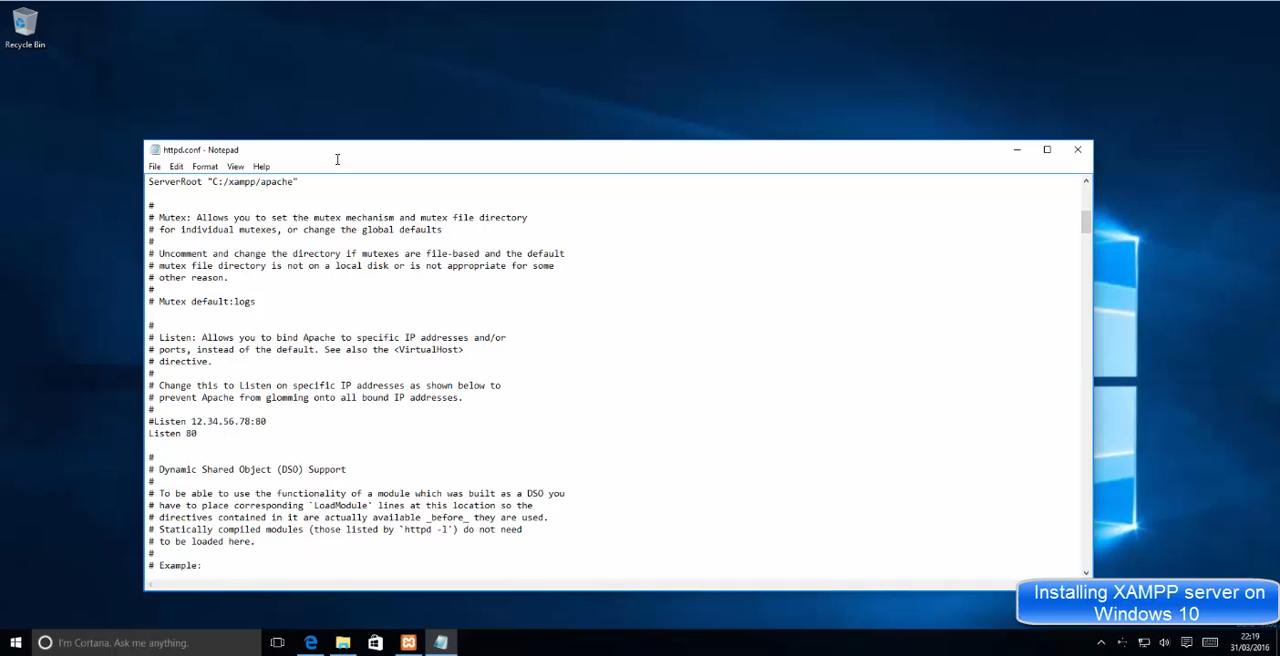 Recycle Bin
httpd.conf - Notepad
File Edit Format View Help
ServerRoot "C:/xampp/apache"
#
# Mutex: Allows you to set the mutex mechanism and mutex file directory
# for individual mutexes, or change the global defaults
#
# Uncomment and change the directory if mutexes are file-based and the default
# mutex file directory is not on a local disk or is not appropriate for some
# other reason.
#
# Mutex default:logs
#
# Listen: Allows you to bind Apache to specific IP addresses and/or
# ports, instead of the default. See also the <VirtualHost>
# directive.
#
# Change this to Listen on specific IP addresses as shown below to
# prevent Apache from glomming onto all bound IP addresses.
#
#Listen 12.34.56.78:80
Listen 80
#
# Dynamic Shared Object (DSO) Support
#
# To be able to use the functionality of a module which was built as a DSO you
# have to place corresponding `LoadModule' lines at this location so the
# directives contained in it are actually available _before_ they are used.
# Statically compiled modules (those listed by `httpd -l') do not need
# to be loaded here.
#
# Example:
Installing XAMPP server on
Windows 10
I'm Cortana. Ask me anything.
22:19
31/03/2016